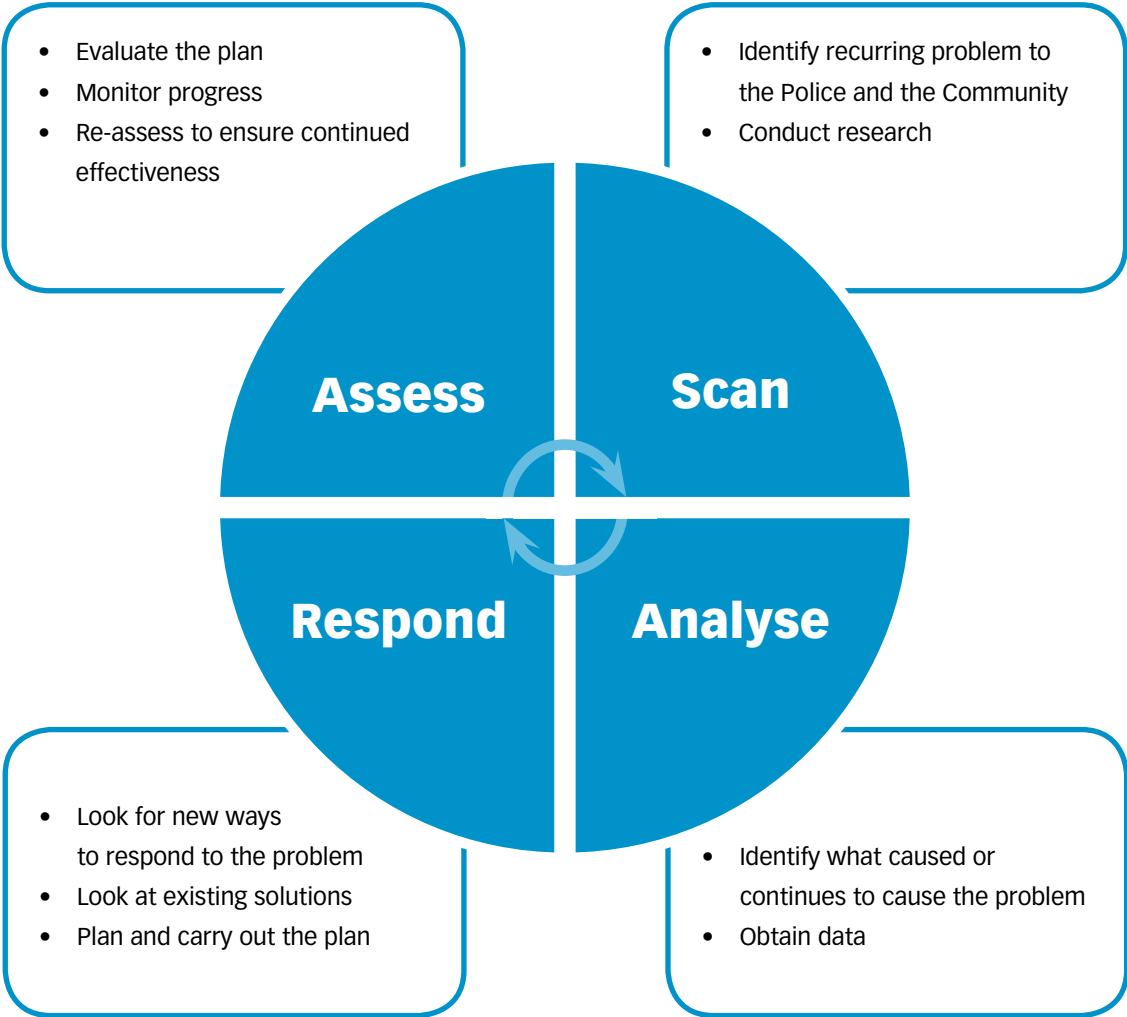 • Evaluate the plan
• Monitor progress
• Re-assess to ensure continued
effectiveness
• Identify recurring problem to
the Police and the Community
• Conduct research
Assess
Scan
Respond
Analyse
• Look for new ways
to respond to the problem
• Look at existing solutions
• Plan and carry out the plan
• Identify what caused or
continues to cause the problem
• Obtain data